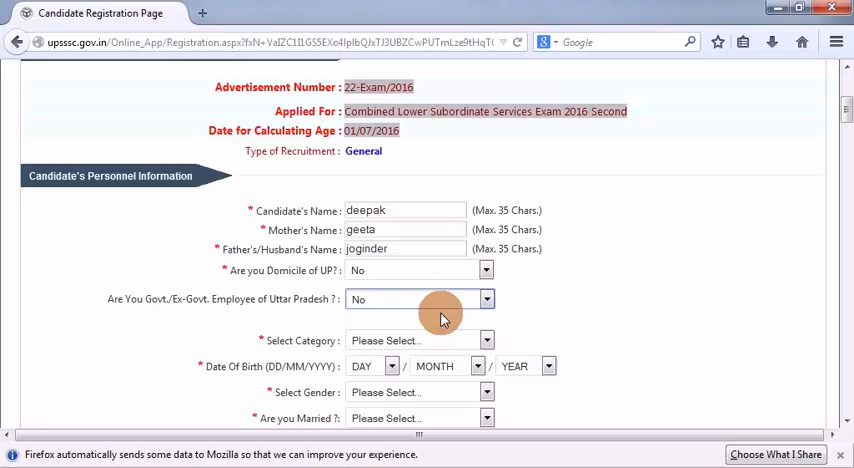 Candidate Registration Page
upsssc.gov.in/Online_App/Registration.aspx?
Google
Advertisement Number : 22-Exam/2016
Applied For : Combined Lower Subordinate Services Exam 2016 Second
Date for Calculating Age : 01/07/2016
Type of Recruitment : General
Candidate's Personnel Information
* Candidate's Name : deepak (Max. 35 Chars.)
* Mother's Name : geeta (Max. 35 Chars.)
* Father's/Husband's Name : joginder (Max. 35 Chars.)
* Are you Domicile of UP? : No
Are You Govt./Ex-Govt. Employee of Uttar Pradesh ? : No
* Select Category : Please Select...
* Date Of Birth (DD/MM/YYYY) : DAY / MONTH / YEAR
* Select Gender : Please Select...
* Are you Married ?: Please Select...
Firefox automatically sends some data to Mozilla so that we can improve your experience. Choose What I Share